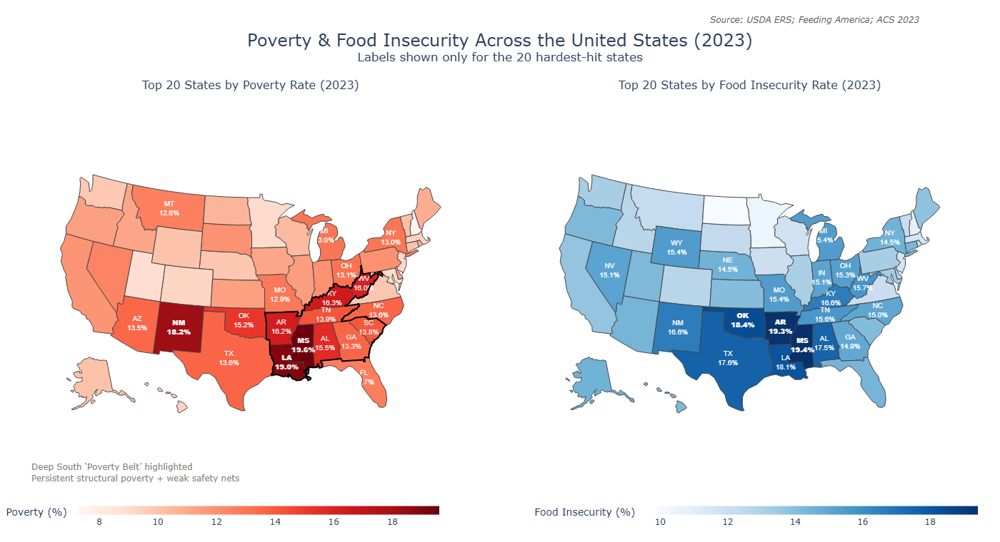 Source: USDA ERS; Feeding America; ACS 2023
Poverty & Food Insecurity Across the United States (2023)
Labels shown only for the 20 hardest-hit states
Top 20 States by Poverty Rate (2023)
MT
12.6%
MI
3.0%
NY
13.0%
OH
13.1%
WV
16.0%
MO
12.9%
KY
16.3%
NC
13.6%
TN
13.9%
AZ
13.5%
NM
18.2%
OK
15.2%
AR
16.2%
SC
13.8%
MS
19.6%
AL
15.5%
GA
13.3%
TX
13.6%
LA
19.0%
FL
.7%
Top 20 States by Food Insecurity Rate (2023)
MI
5.4%
NY
14.5%
WY
15.4%
NV
15.1%
NE
14.5%
IN
15.1%
OH
15.3%
WV
15.7%
MO
15.4%
KY
16.6%
NC
15.0%
TN
15.6%
NM
16.6%
OK
18.4%
AR
19.3%
MS
19.4%
AL
17.5%
GA
14.9%
TX
17.6%
LA
18.1%
Deep South ‘Poverty Belt’ highlighted
Persistent structural poverty + weak safety nets
Poverty (%)
8 10 12 14 16 18
Food Insecurity (%)
10 12 14 16 18